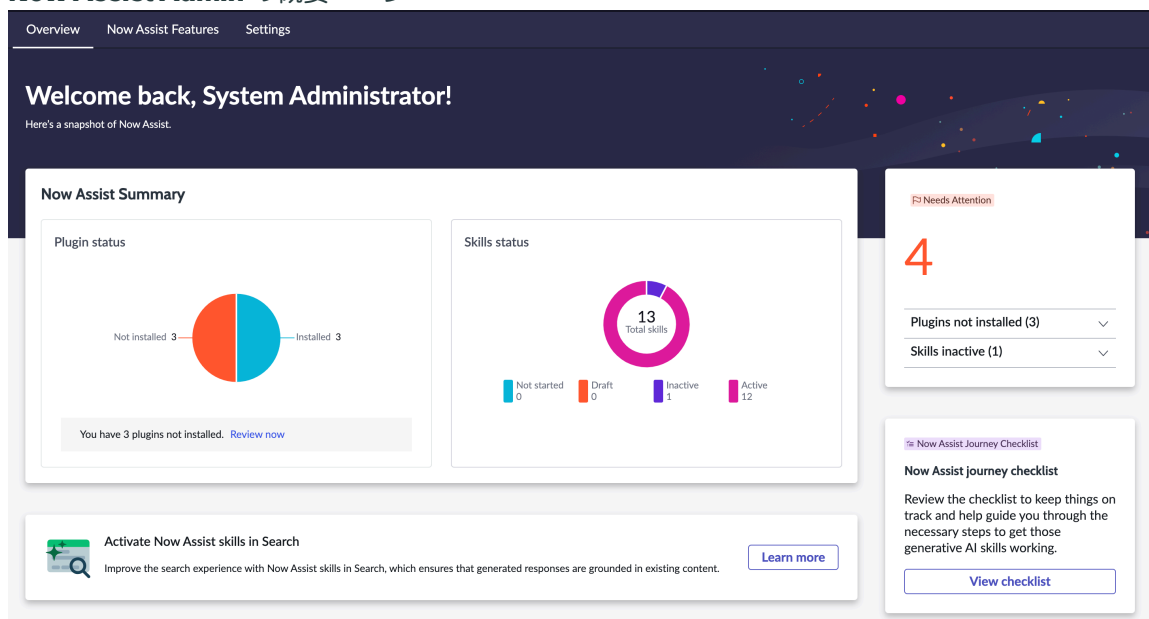 Overview
Now Assist Features
Settings
Welcome back, System Administrator!
Here's a snapshot of Now Assist.
Now Assist Summary
Plugin status
Not installed 3
Installed 3
You have 3 plugins not installed. Review now
Skills status
13
Total skills
Not started
0
Draft
0
Inactive
1
Active
12
Needs Attention
4
Plugins not installed (3)
Skills inactive (1)
Activate Now Assist skills in Search
Improve the search experience with Now Assist skills in Search, which ensures that generated responses are grounded in existing content.
Learn more
Now Assist Journey Checklist
Now Assist journey checklist
Review the checklist to keep things on
track and help guide you through the
necessary steps to get those
generative AI skills working.
View checklist